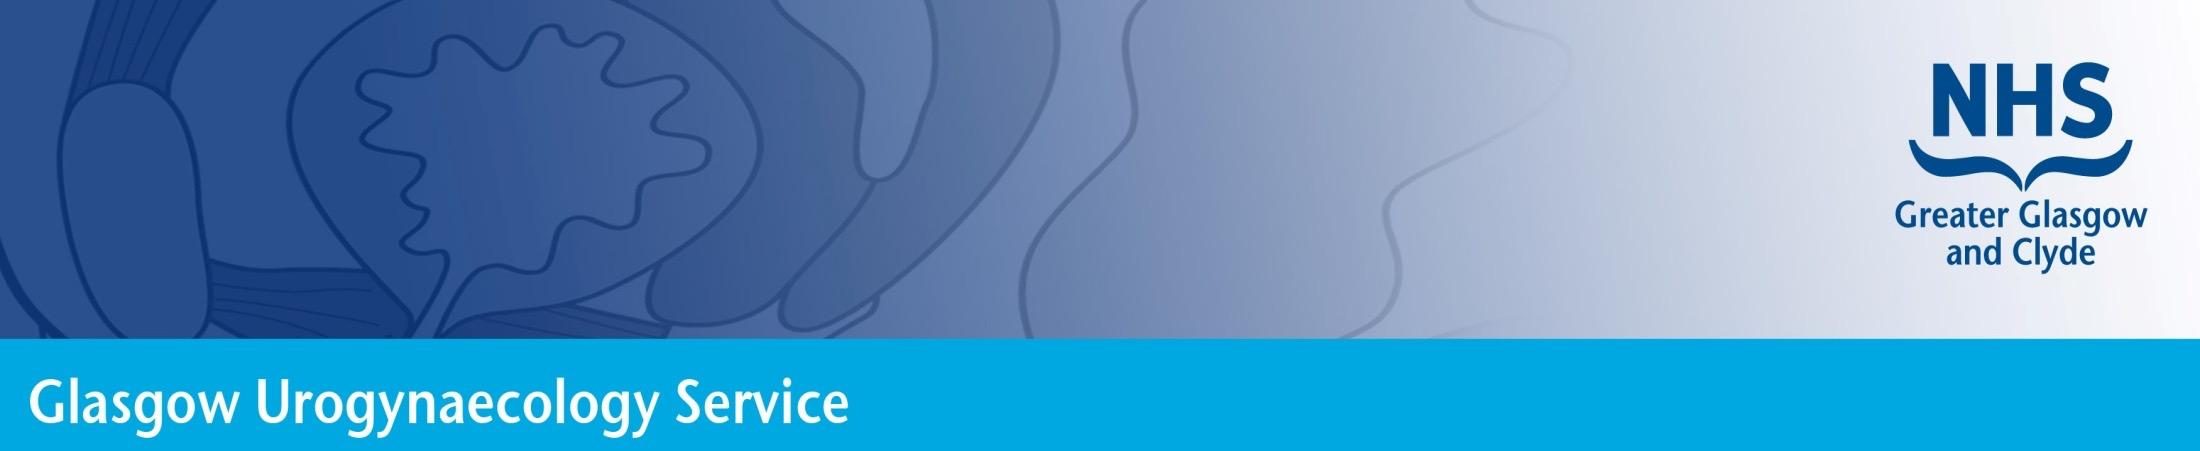 NHS
Greater Glasgow
and Clyde
Glasgow Urogynaecology Service